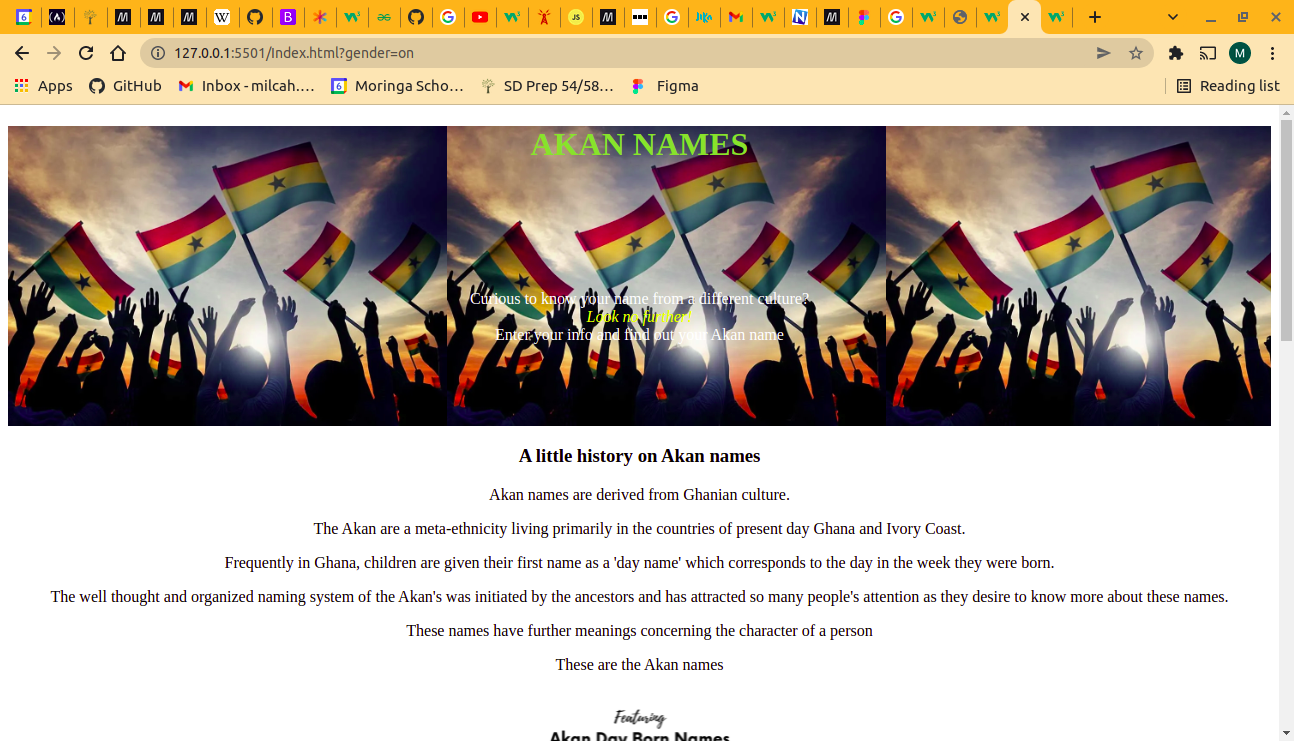 127.0.0.1:5501/Index.html?gender=on
M
Apps
GitHub
Inbox - milcah.…
Moringa Scho…
SD Prep 54/58…
Figma
Reading list
AKAN NAMES
Curious to know your name from a different culture?
Look no further!
Enter your info and find out your Akan name
A little history on Akan names
Akan names are derived from Ghanian culture.
The Akan are a meta-ethnicity living primarily in the countries of present day Ghana and Ivory Coast.
Frequently in Ghana, children are given their first name as a 'day name' which corresponds to the day in the week they were born.
The well thought and organized naming system of the Akan's was initiated by the ancestors and has attracted so many people's attention as they desire to know more about these names.
These names have further meanings concerning the character of a person
These are the Akan names
Featuring
Akan Day Born Names